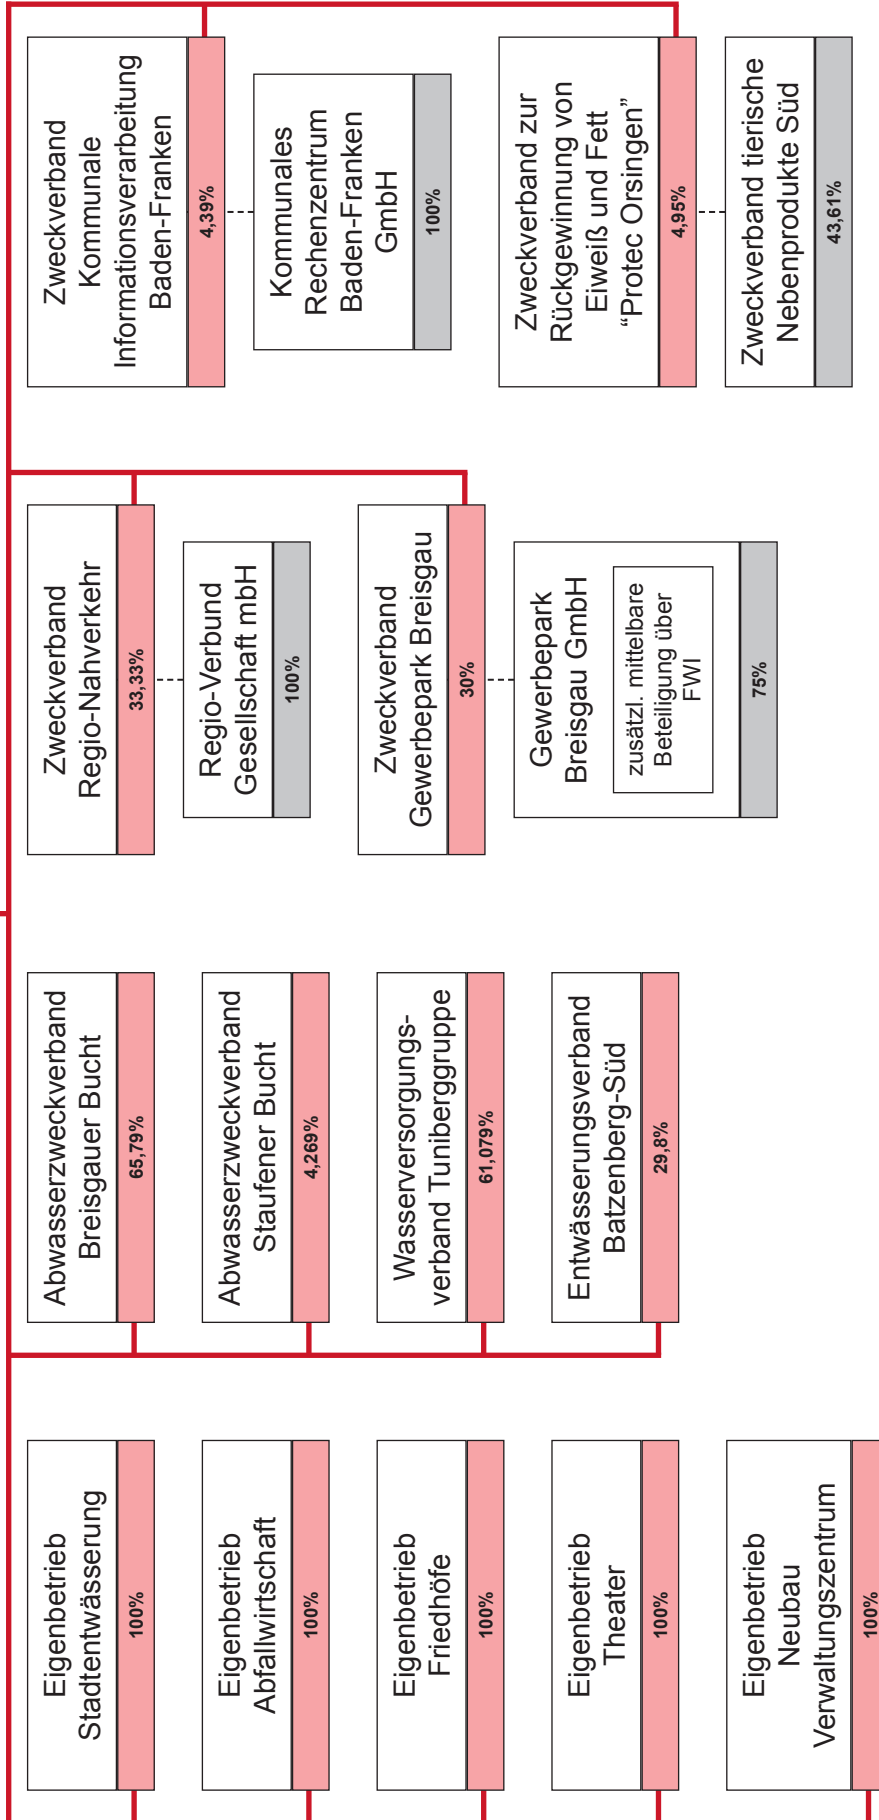 Eigenbetrieb
Stadtentwässerung
100%
Eigenbetrieb
Abfallwirtschaft
100%
Eigenbetrieb
Friedhöfe
100%
Eigenbetrieb
Theater
100%
Eigenbetrieb
Neubau
Verwaltungszentrum
100%
Abwasserzweckverband
Breisgauer Bucht
65,79%
Abwasserzweckverband
Staufener Bucht
4,269%
Wasserversorgungs-
verband Tuniberggruppe
61,079%
Entwässerungsverband
Batzenberg-Süd
29,8%
Zweckverband
Regio-Nahverkehr
33,33%
Regio-Verbund
Gesellschaft mbH
100%
Zweckverband
Gewerbepark Breisgau
30%
Gewerbepark
Breisgau GmbH
zusätzl. mittelbare
Beteiligung über
FWI
75%
Zweckverband
Kommunale
Informationsverarbeitung
Baden-Franken
4,39%
Kommunales
Rechenzentrum
Baden-Franken
GmbH
100%
Zweckverband zur
Rückgewinnung von
Eiweiß und Fett
“Protec Orsingen”
4,95%
Zweckverband tierische
Nebenprodukte Süd
43,61%